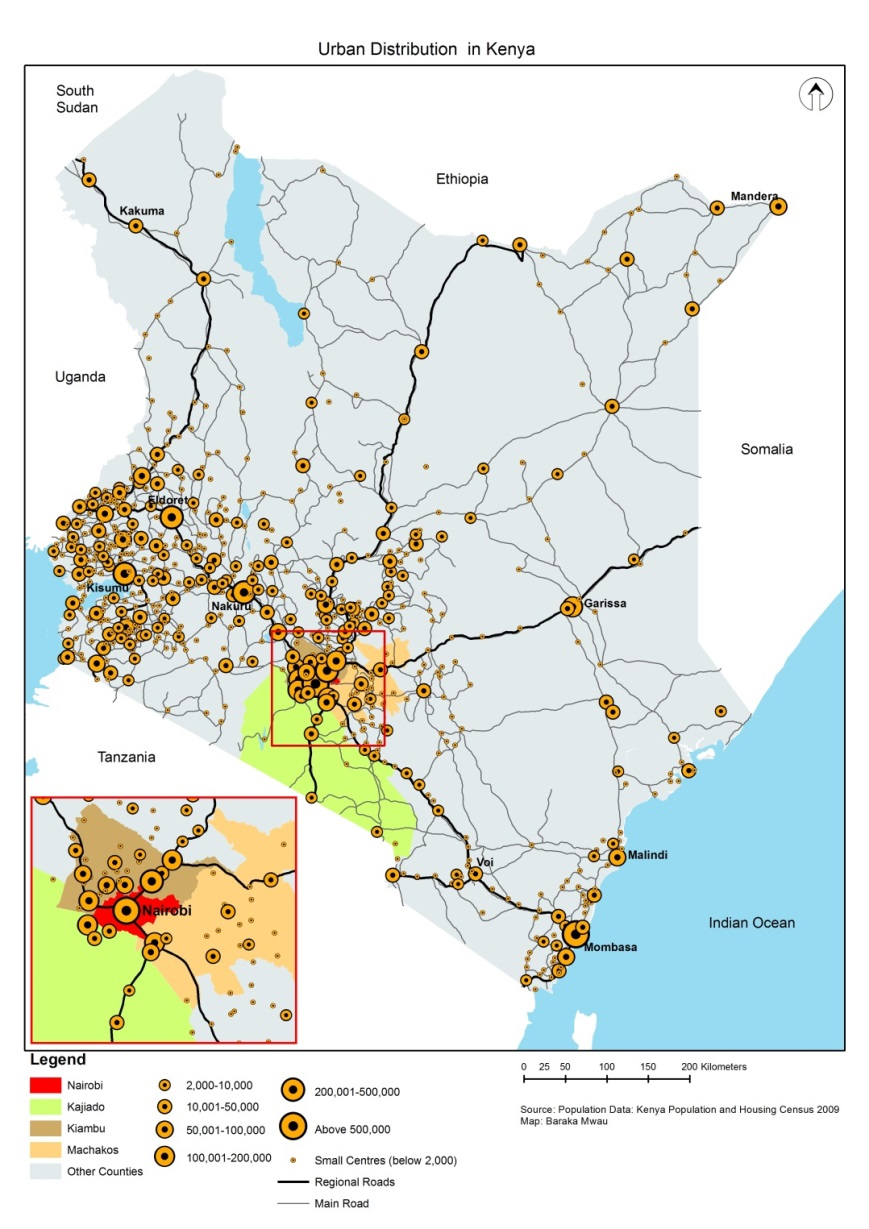 Urban Distribution in Kenya
South
Sudan
Ethiopia
Mandera
Kakuma
Uganda
Somalia
Eldoret
Kisumu
Nakuru
Garissa
Tanzania
Voi
Malindi
Nairobi
Indian Ocean
Mombasa
Legend
Nairobi
Kajiado
Kiambu
Machakos
Other Counties
2,000-10,000
10,001-50,000
50,001-100,000
100,001-200,000
200,001-500,000
Above 500,000
Small Centres (below 2,000)
Regional Roads
Main Road
0 25 50 100 150 200 Kilometers
Source: Population Data: Kenya Population and Housing Census 2009
Map: Baraka Mwau